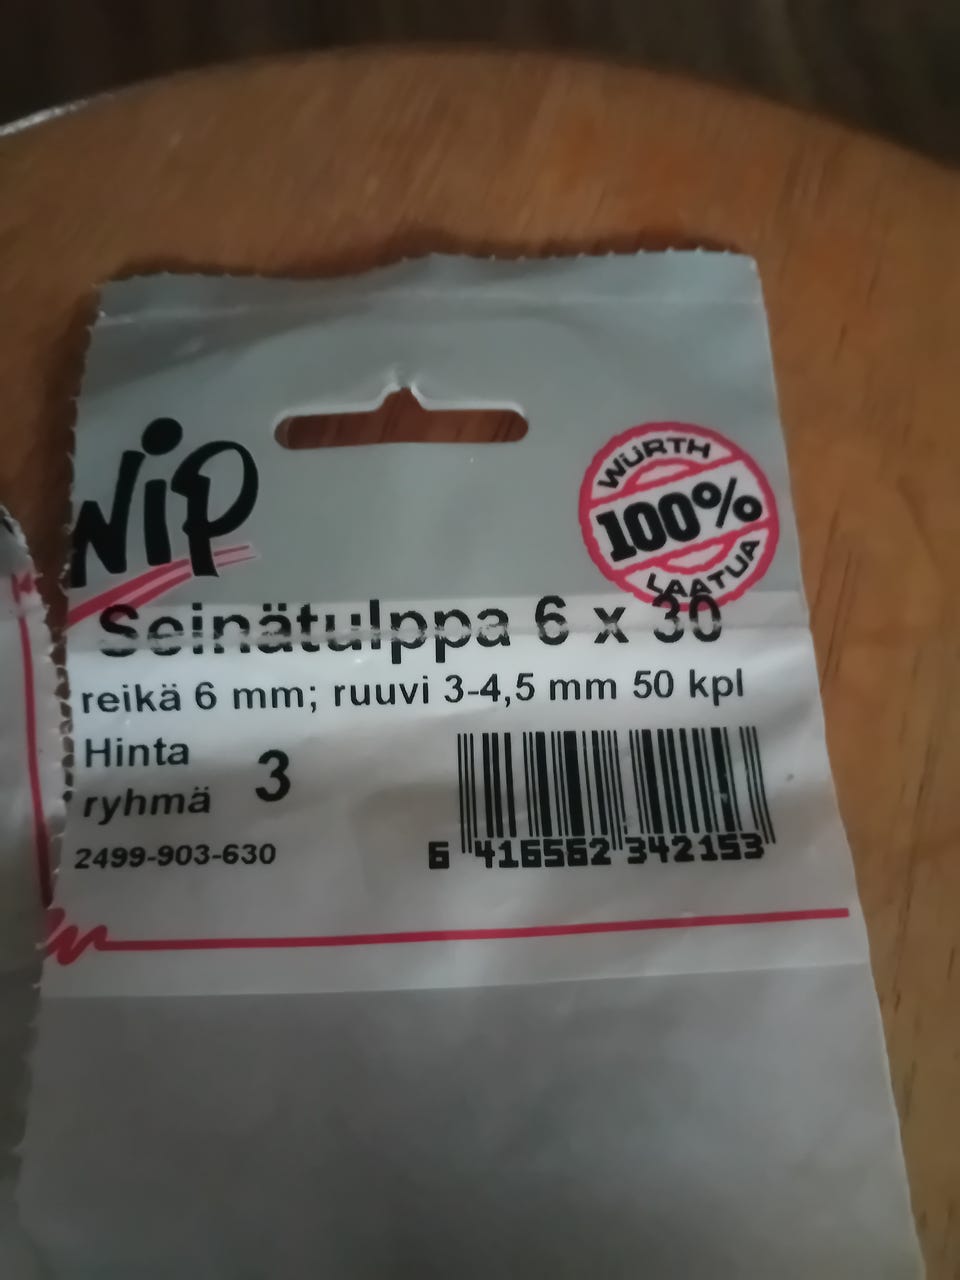 Nip
WÜRTH
100%
LAATUA
Seinätulppa 6 x 30
reikä 6 mm; ruuvi 3-4,5 mm 50 kpl
Hinta
ryhmä 3
2499-903-630
6 416562 342153